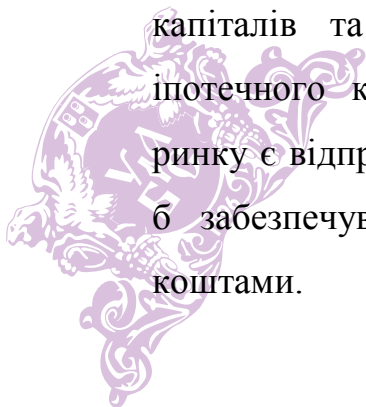 капіталів та
іпотечного к
ринку є відпр
б забезпечув
коштами.